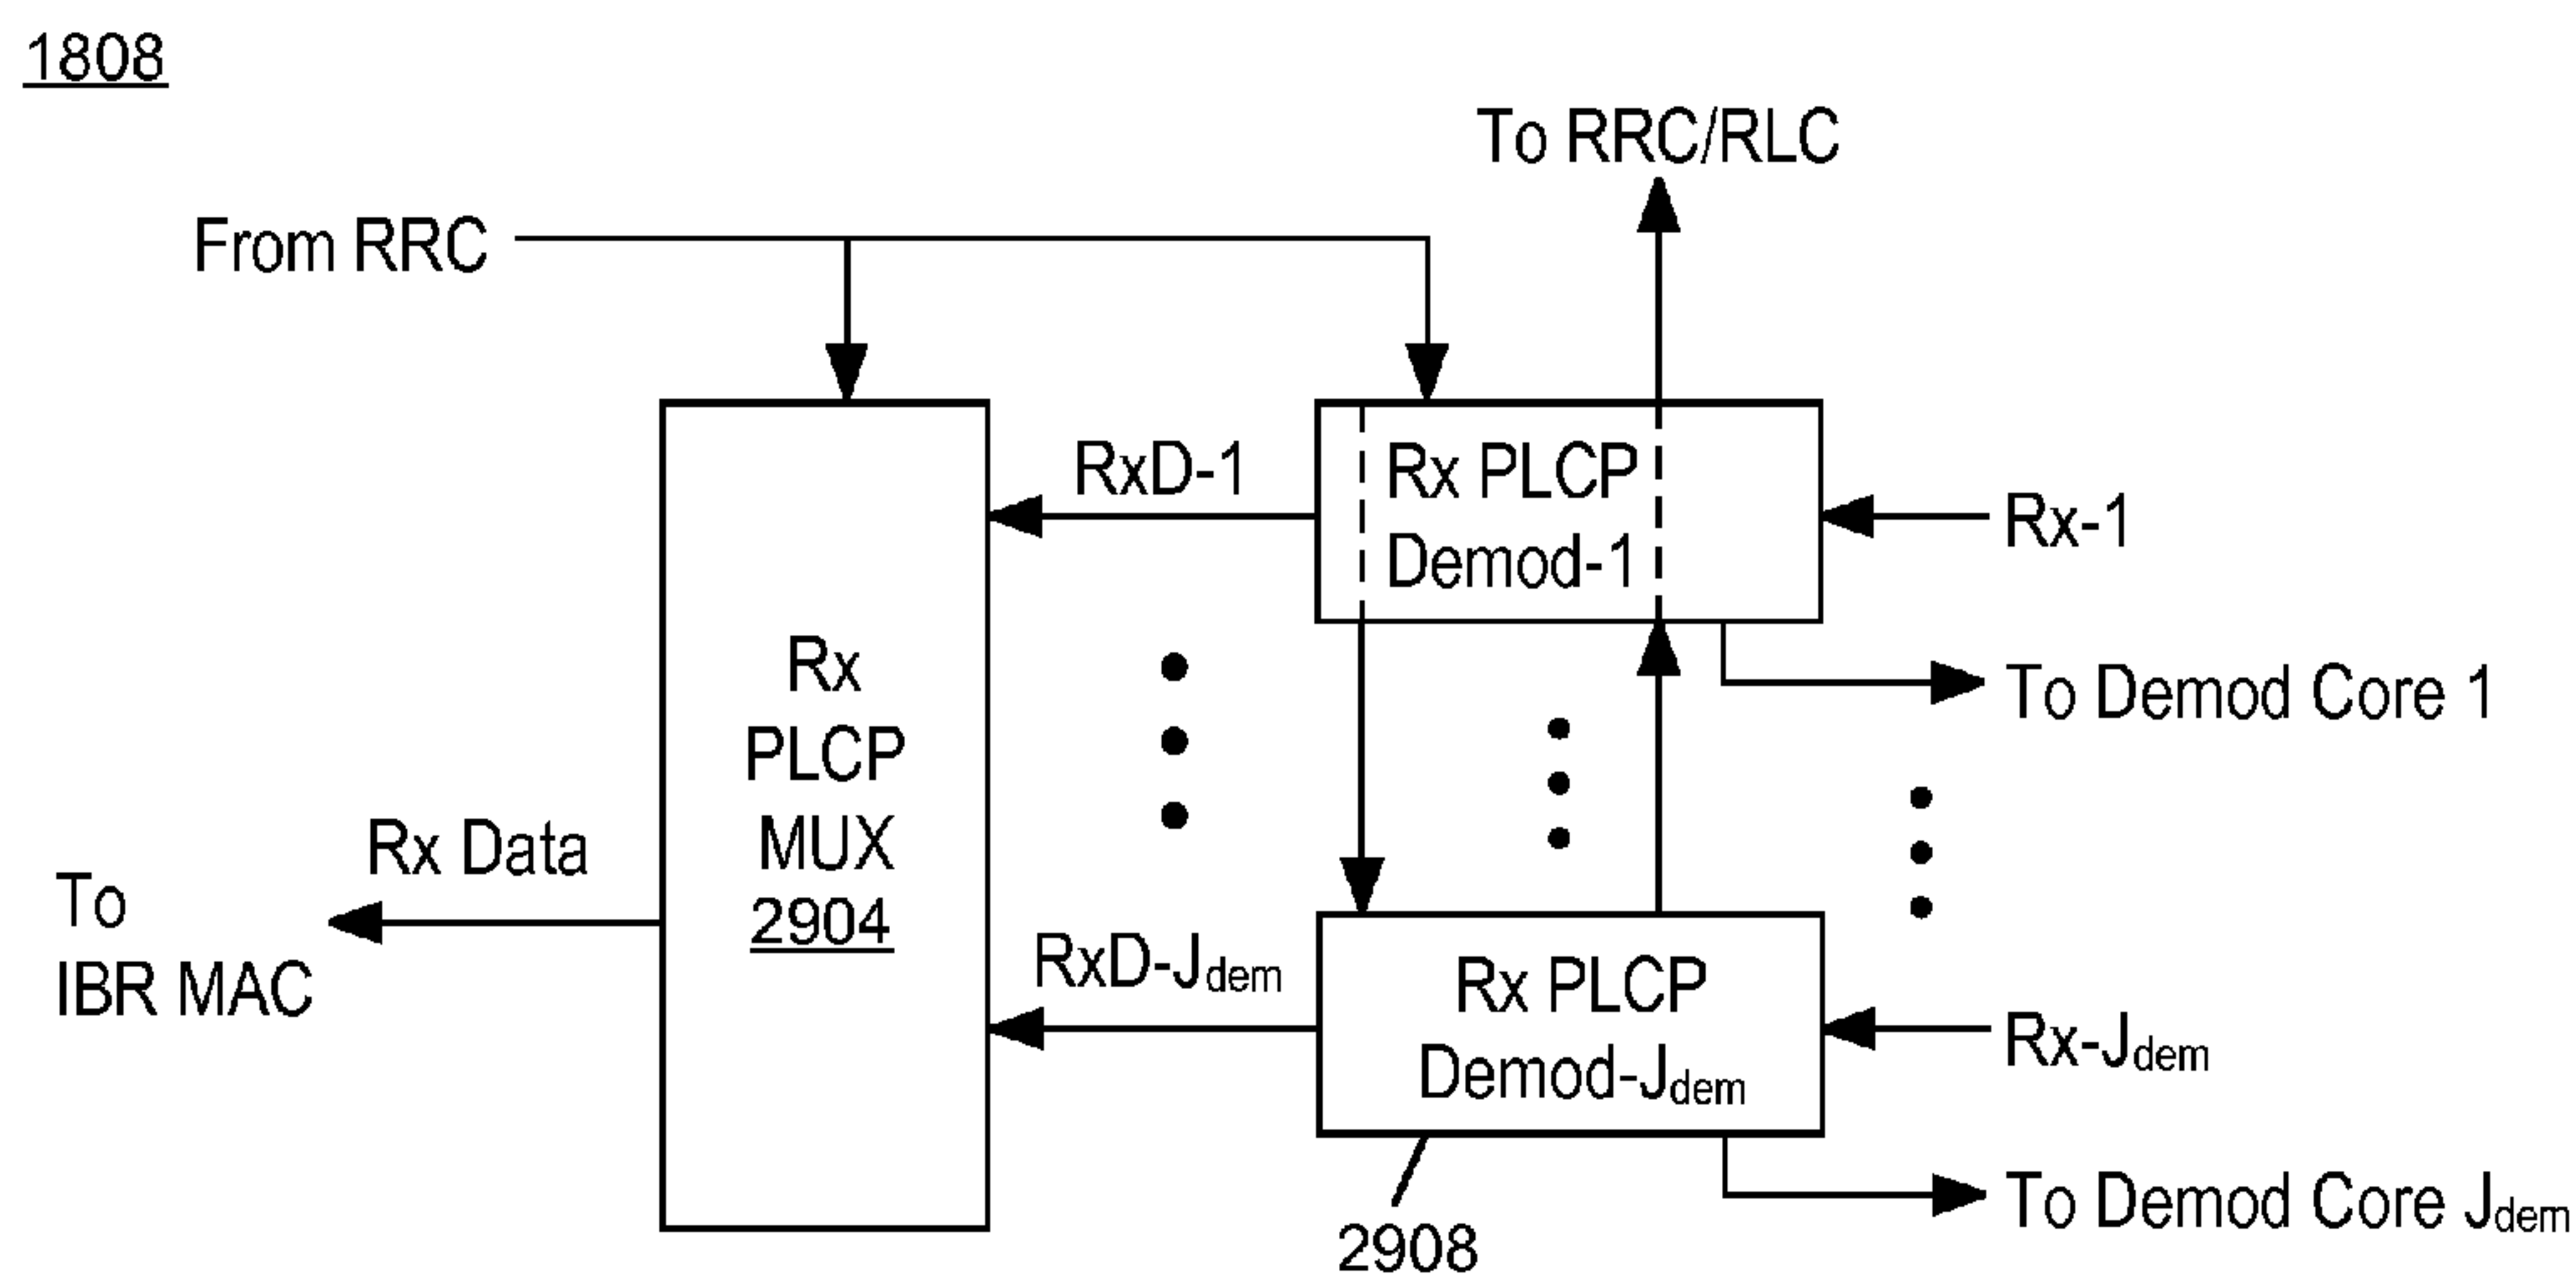 1808
To RRC/RLC
From RRC
RxD-1
Rx PLCP
Demod-1
Rx-1
To Demod Core 1
Rx
PLCP
MUX
2904
Rx Data
To
IBR MAC
RxD-Jdem
Rx PLCP
Demod-Jdem
Rx-Jdem
To Demod Core Jdem
2908